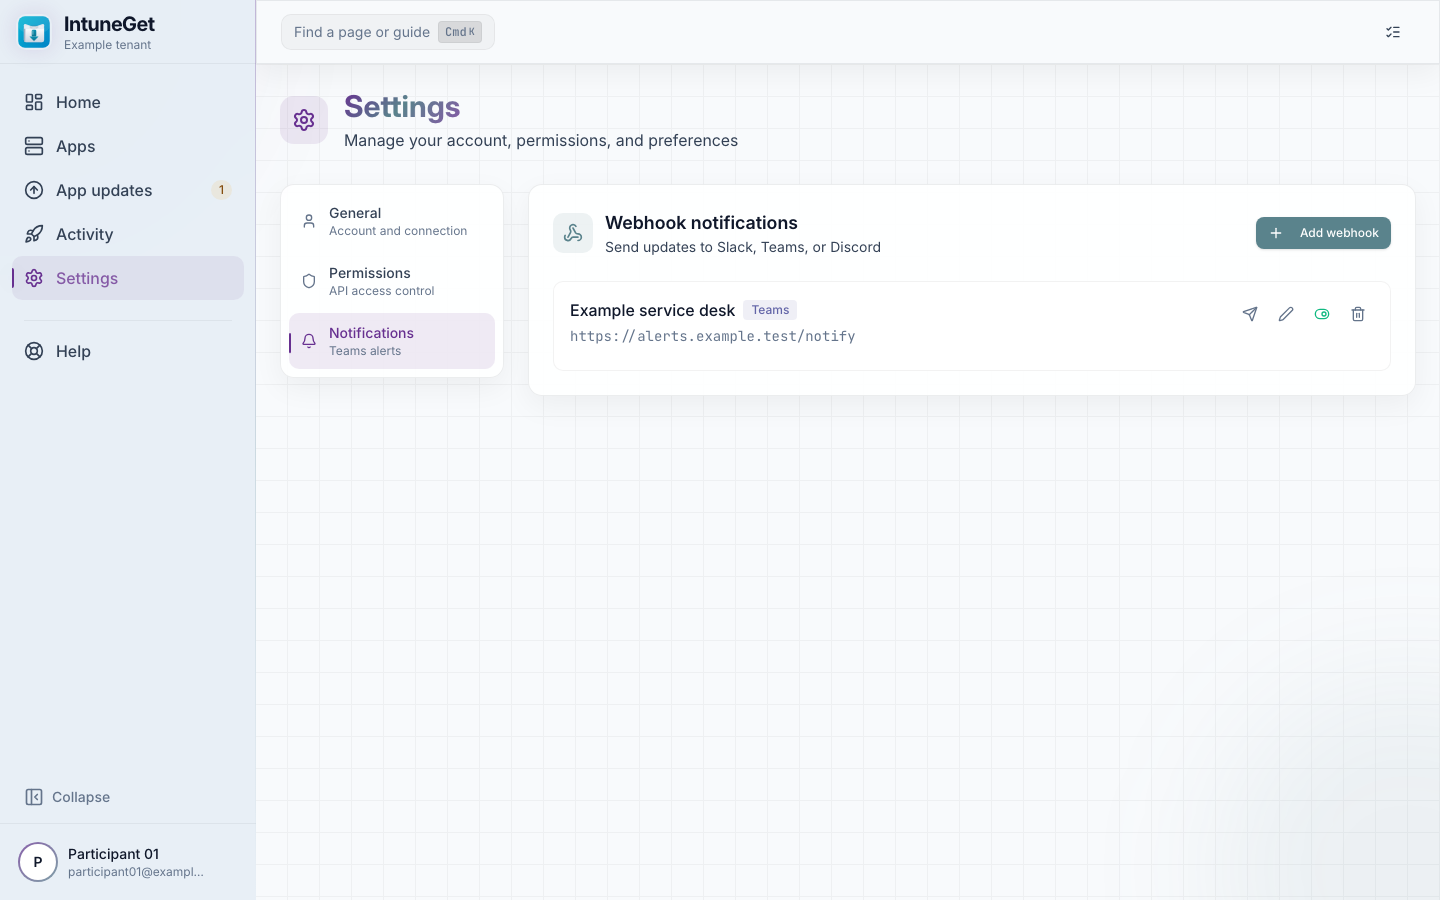 IntuneGet
Example tenant
Home
Apps
App updates 1
Activity
Settings
Help
Collapse
P
Participant 01
participant01@exampl...
Find a page or guide Cmd K
Settings
Manage your account, permissions, and preferences
General
Account and connection
Permissions
API access control
Notifications
Teams alerts
Webhook notifications
Send updates to Slack, Teams, or Discord
Add webhook
Example service desk Teams
https://alerts.example.test/notify